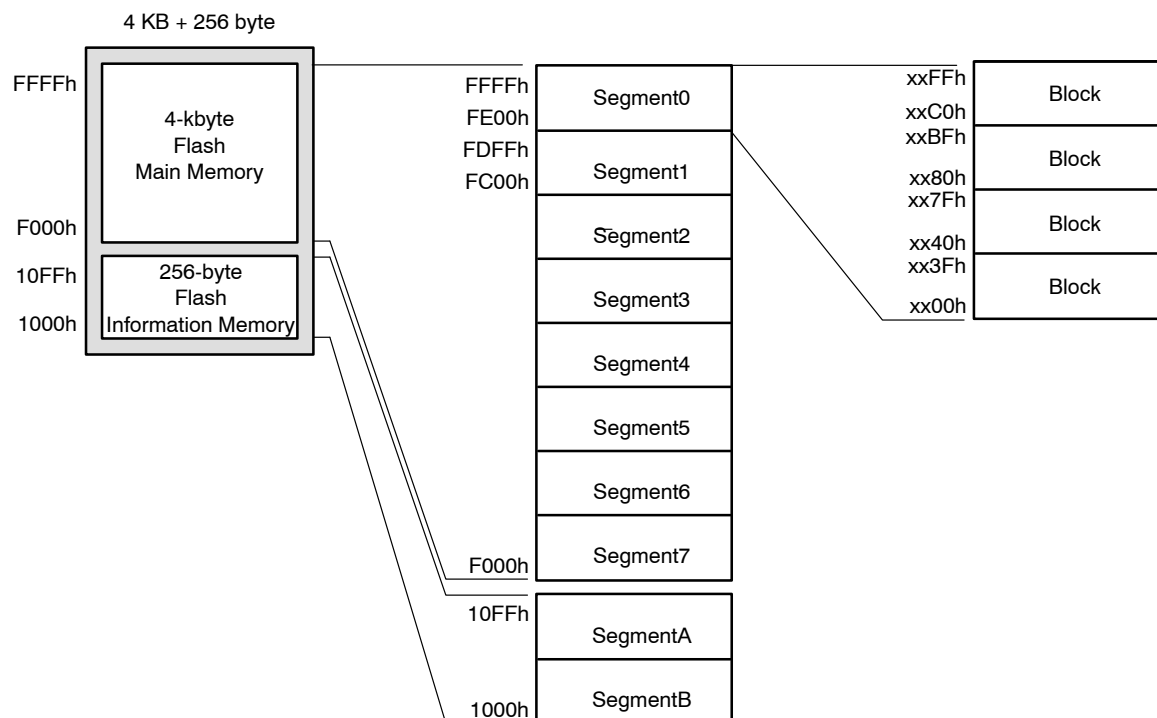 4 KB + 256 byte
FFFFh
4-kbyte
Flash
Main Memory
F000h
10FFh
256-byte
Flash
Information Memory
1000h
FFFFh
FE00h
FDFFh
FC00h
Segment0
Segment1
Segment2
Segment3
Segment4
Segment5
Segment6
Segment7
F000h
10FFh
SegmentA
SegmentB
1000h
xxFFh
Block
xxC0h
xxBFh
Block
xx80h
xx7Fh
Block
xx40h
xx3Fh
Block
xx00h